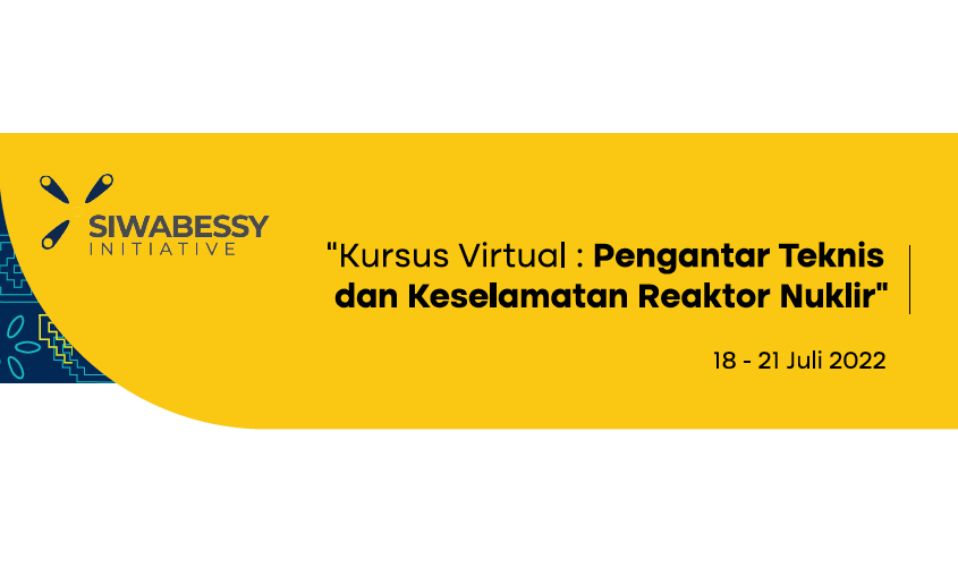 SIWABESSY
INITIATIVE
"Kursus Virtual : Pengantar Teknis
dan Keselamatan Reaktor Nuklir"
18 - 21 Juli 2022